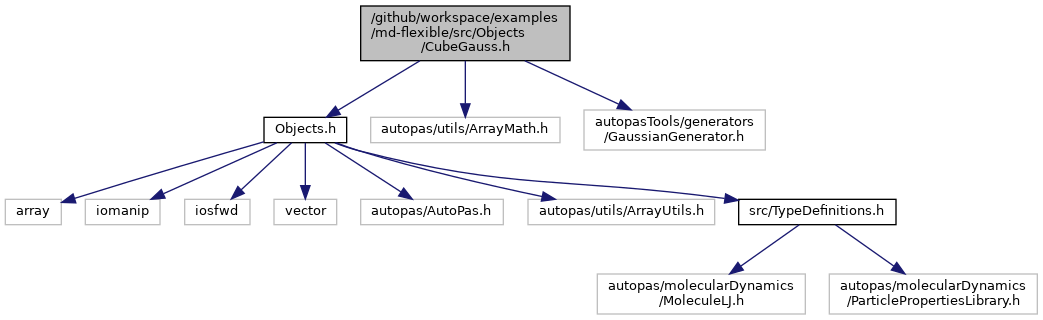 /github/workspace/examples
/md-flexible/src/Objects
/CubeGauss.h
Objects.h
autopas/utils/ArrayMath.h
autopasTools/generators
/GaussianGenerator.h
array
iomanip
iosfwd
vector
autopas/AutoPas.h
autopas/utils/ArrayUtils.h
src/TypeDefinitions.h
autopas/molecularDynamics
/MoleculeLJ.h
autopas/molecularDynamics
/ParticlePropertiesLibrary.h